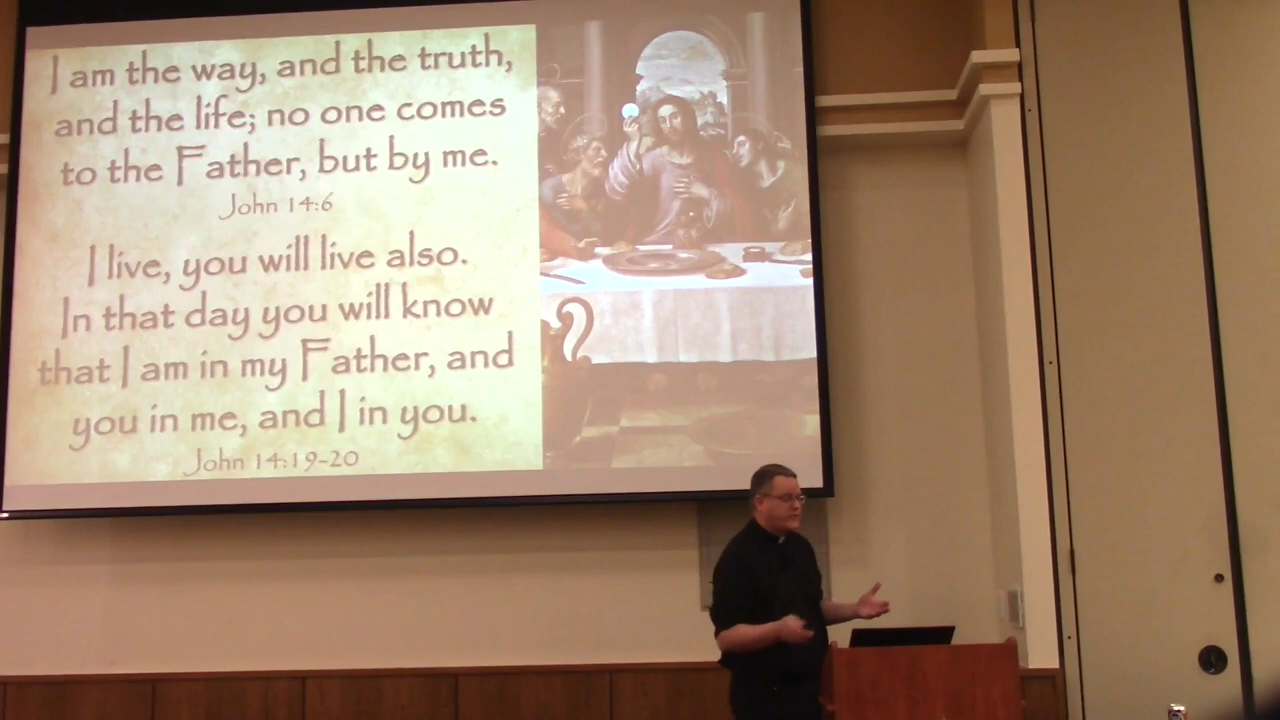 I am the way, and the truth,
and the life; no one comes
to the Father, but by me.
John 14:6
I live, you will live also.
In that day you will know
that I am in my Father, and
you in me, and I in you.
John 14:19-20